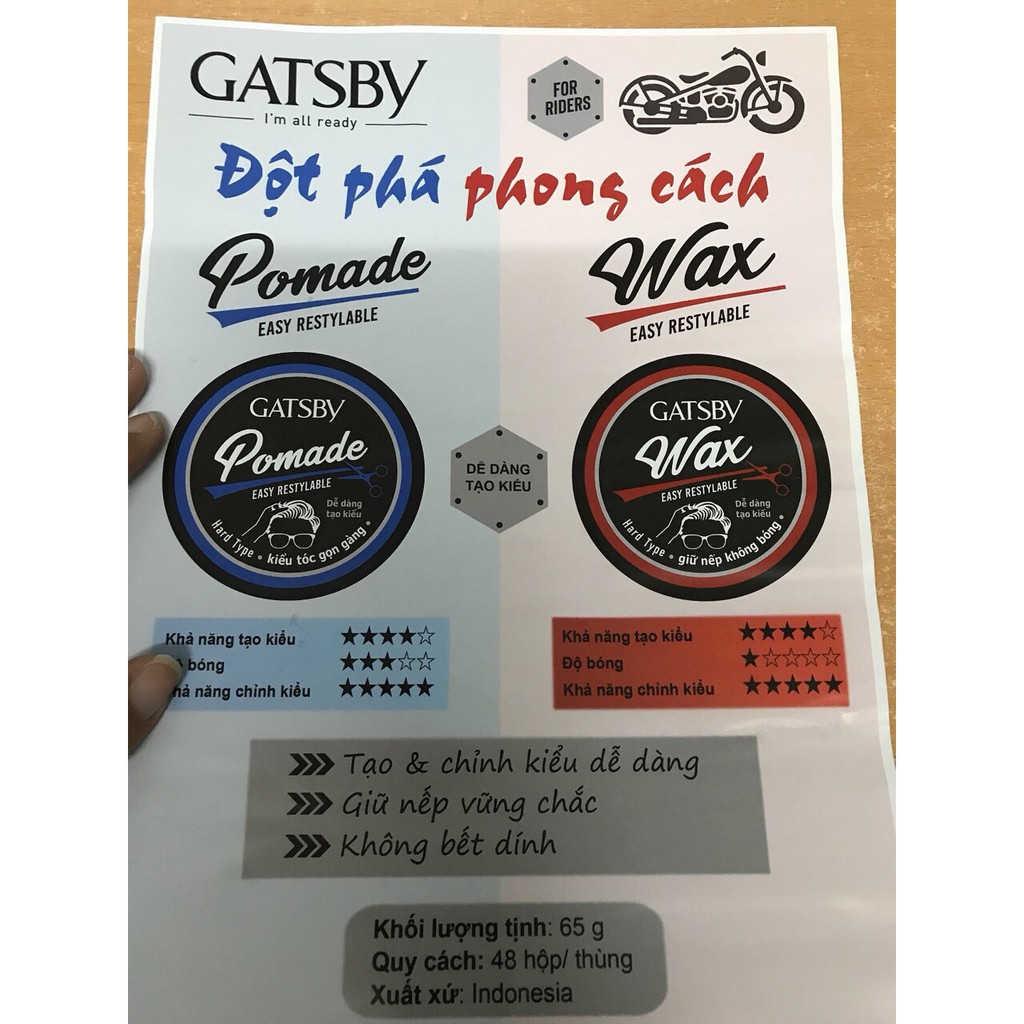 GATSBY
I'm all ready
FOR
RIDERS
Đột phá phong cách
Pomade
EASY RESTYLABLE
Wax
EASY RESTYLABLE
GATSBY
Pomade
EASY RESTYLABLE
Dễ dàng
tạo kiểu
Hard Type • kiểu tóc gọn gàng •
DỄ DÀNG
TẠO KIỂU
GATSBY
Wax
EASY RESTYLABLE
Dễ dàng
tạo kiểu
Hard Type • giữ nếp không bóng •
Khả năng tạo kiểu ★★★★☆
bóng ★★★☆☆
năng chỉnh kiểu ★★★★★
Khả năng tạo kiểu ★★★★☆
Độ bóng ★☆☆☆☆
Khả năng chỉnh kiểu ★★★★★
Tạo & chỉnh kiểu dễ dàng
Giữ nếp vững chắc
Không bết dính
Khối lượng tịnh: 65 g
Quy cách: 48 hộp/ thùng
Xuất xứ: Indonesia